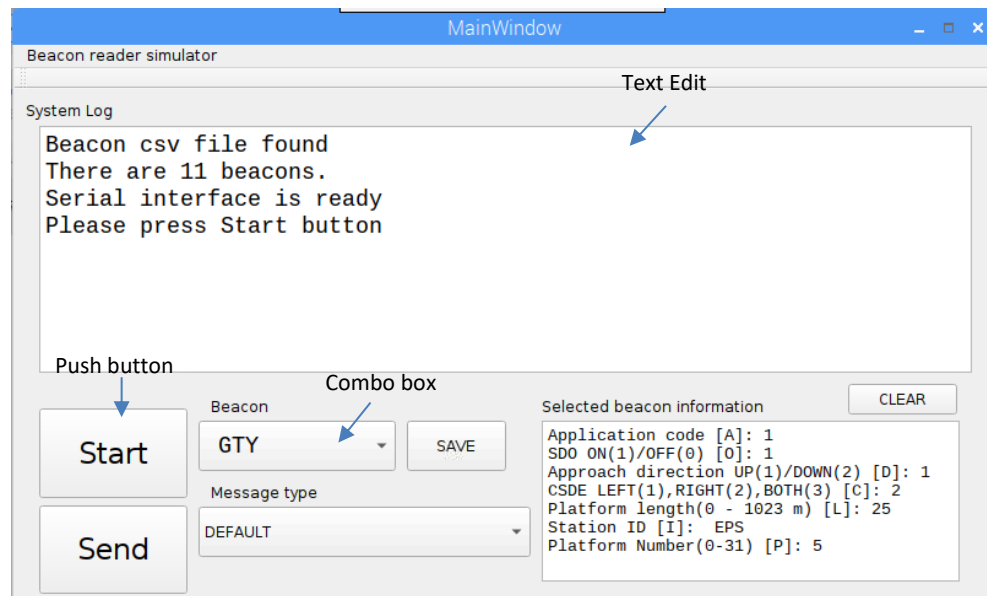 MainWindow
Beacon reader simulator
Text Edit
System Log
Beacon csv file found
There are 11 beacons.
Serial interface is ready
Please press Start button
Push button
Combo box
CLEAR
Beacon
Selected beacon information
Start
GTY
SAVE
Application code [A]: 1
SDO ON(1)/OFF(0) [O]: 1
Approach direction UP(1)/DOWN(2) [D]: 1
CSDE LEFT(1),RIGHT(2),BOTH(3) [C]: 2
Platform length(0 - 1023 m) [L]: 25
Station ID [I]:  EPS
Platform Number(0-31) [P]: 5
Message type
DEFAULT
Send